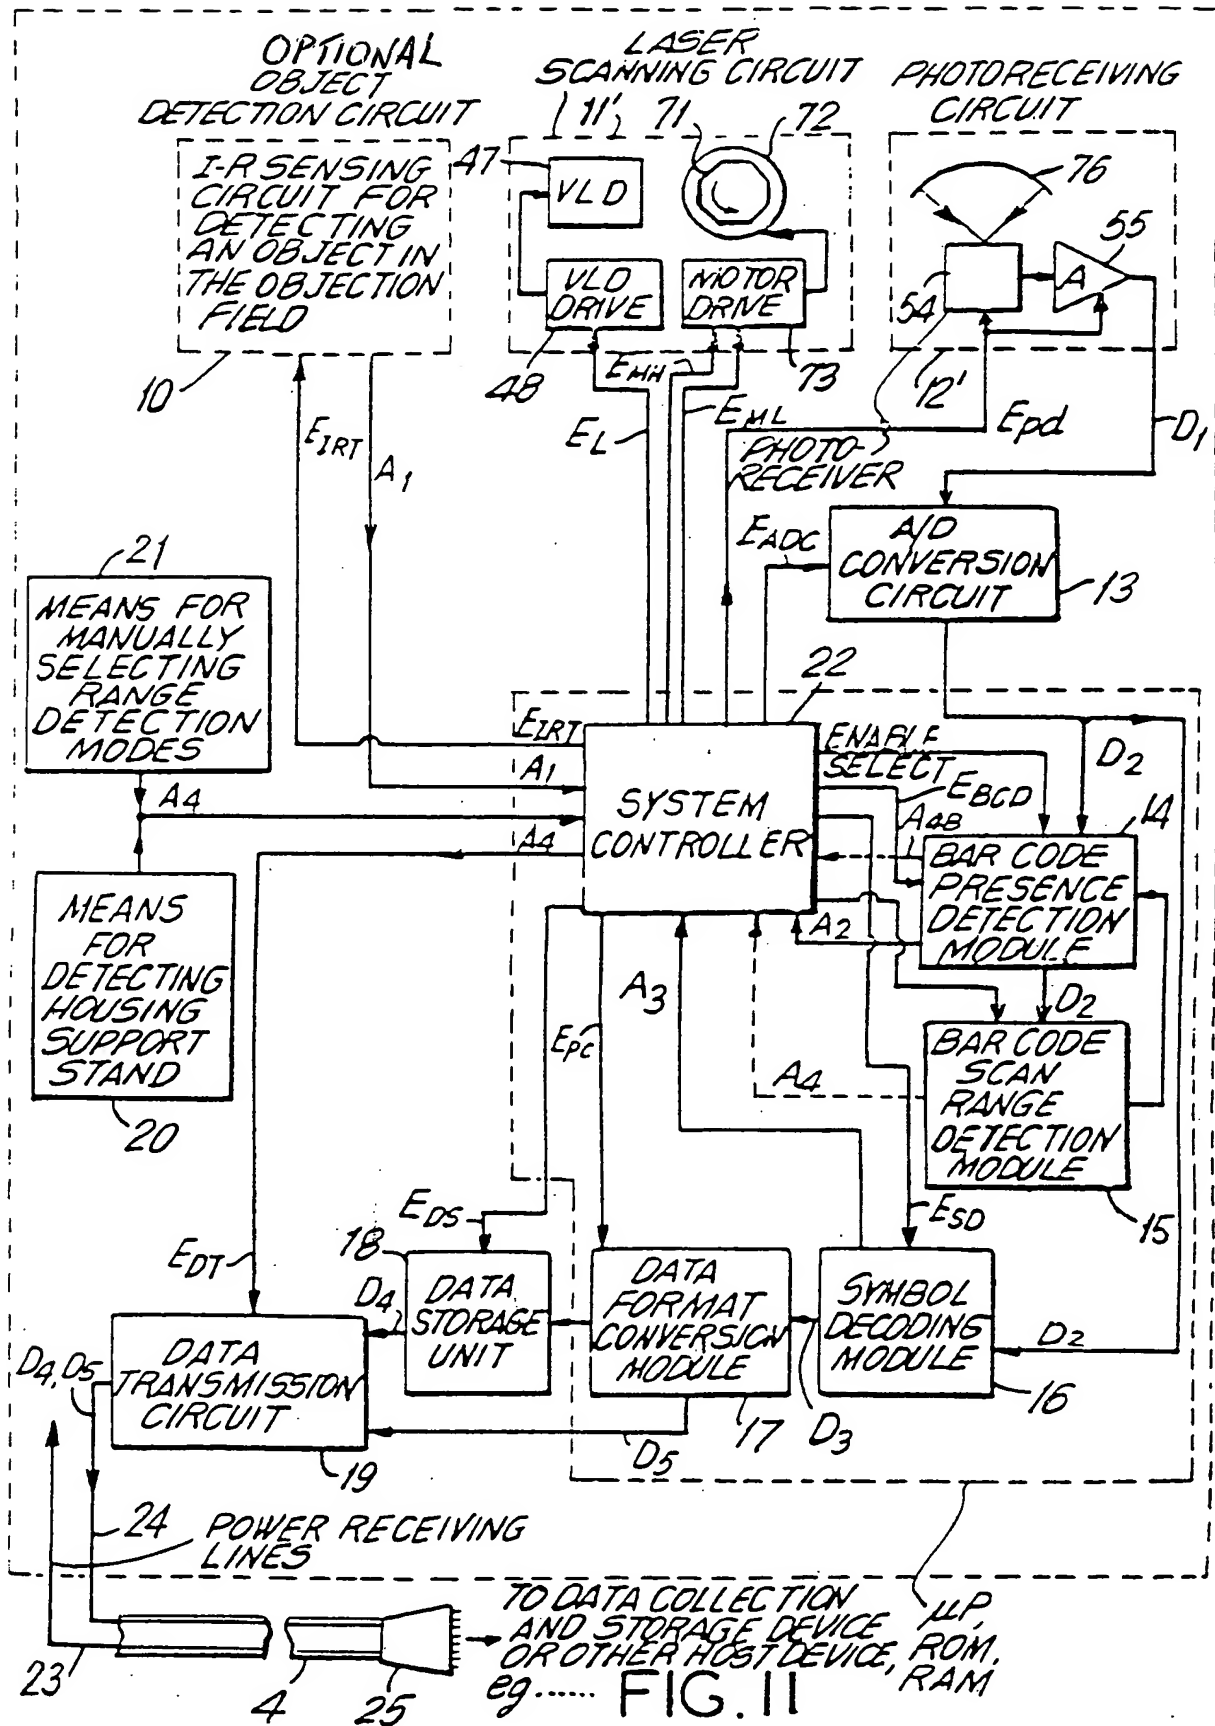 OPTIONAL
OBJECT
DETECTION CIRCUIT
LASER
SCANNING CIRCUIT
PHOTORECEIVING
CIRCUIT
11'
71
72
47
VLD
I-R SENSING
CIRCUIT FOR
DETECTING
AN OBJECT IN
THE OBJECTION
FIELD
76
55
A
54
VLD
DRIVE
MOTOR
DRIVE
10
48
EMH
73
12'
EIRT
A1
EL
EML
Epd
D1
PHOTO-
RECEIVER
EADC
A/D
CONVERSION
CIRCUIT
13
21
MEANS FOR
MANUALLY
SELECTING
RANGE
DETECTION
MODES
22
EIRT
A1
A4
A4
SYSTEM
CONTROLLER
ENABLE
SELECT
EBCD
D2
A4B
14
BAR CODE
PRESENCE
DETECTION
MODULE
A2
MEANS
FOR
DETECTING
HOUSING
SUPPORT
STAND
20
A3
EPC
A4
D2
BAR CODE
SCAN
RANGE
DETECTION
MODULE
15
EDS
ESD
EDT
18
D4
DATA
STORAGE
UNIT
DATA
FORMAT
CONVERSION
MODULE
SYMBOL
DECODING
MODULE
D2
16
D4, D5
DATA
TRANSMISSION
CIRCUIT
19
D5
17
D3
24
POWER RECEIVING
LINES
23
4
25
TO DATA COLLECTION
AND STORAGE DEVICE
OR OTHER HOST DEVICE,
eg ......
µP,
ROM,
RAM
FIG. 11